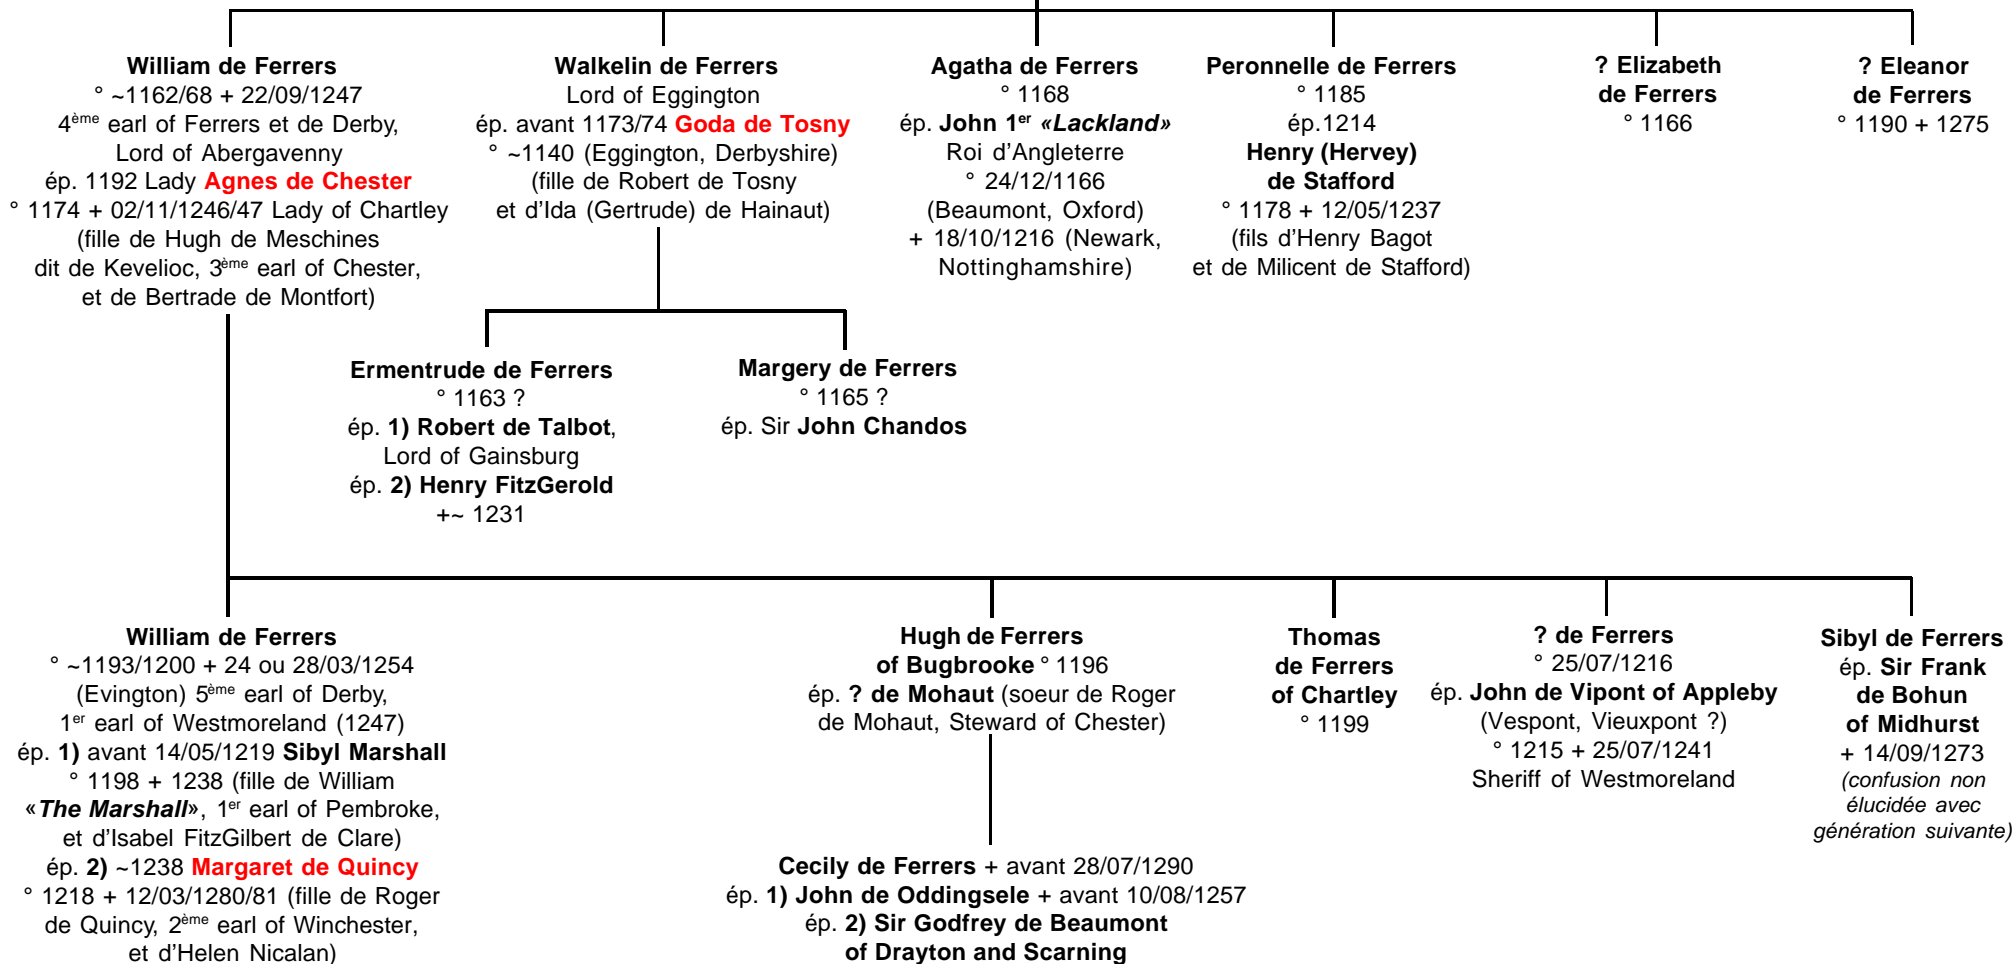 William de Ferrers
° ~1162/68 + 22/09/1247
4ème earl of Ferrers et de Derby,
Lord of Abergavenny
ép. 1192 Lady Agnes de Chester
° 1174 + 02/11/1246/47 Lady of Chartley
(fille de Hugh de Meschines
dit de Kevelioc, 3ème earl of Chester,
et de Bertrade de Montfort)
Walkelin de Ferrers
Lord of Eggington
ép. avant 1173/74 Goda de Tosny
° ~1140 (Eggington, Derbyshire)
(fille de Robert de Tosny
et d'Ida (Gertrude) de Hainaut)
Agatha de Ferrers
° 1168
ép. John 1er «Lackland»
Roi d'Angleterre
° 24/12/1166
(Beaumont, Oxford)
+ 18/10/1216 (Newark,
Nottinghamshire)
Peronnelle de Ferrers
° 1185
ép.1214
Henry (Hervey)
de Stafford
° 1178 + 12/05/1237
(fils d'Henry Bagot
et de Milicent de Stafford)
? Elizabeth
de Ferrers
° 1166
? Eleanor
de Ferrers
° 1190 + 1275
Ermentrude de Ferrers
° 1163 ?
ép. 1) Robert de Talbot,
Lord of Gainsburg
ép. 2) Henry FitzGerold
+~ 1231
Margery de Ferrers
° 1165 ?
ép. Sir John Chandos
William de Ferrers
° ~1193/1200 + 24 ou 28/03/1254
(Evington) 5ème earl of Derby,
1er earl of Westmoreland (1247)
ép. 1) avant 14/05/1219 Sibyl Marshall
° 1198 + 1238 (fille de William
«The Marshall», 1er earl of Pembroke,
et d'Isabel FitzGilbert de Clare)
ép. 2) ~1238 Margaret de Quincy
° 1218 + 12/03/1280/81 (fille de Roger
de Quincy, 2ème earl of Winchester,
et d'Helen Nicalan)
Hugh de Ferrers
of Bugbrooke ° 1196
ép. ? de Mohaut (soeur de Roger
de Mohaut, Steward of Chester)
Thomas
de Ferrers
of Chartley
° 1199
? de Ferrers
° 25/07/1216
ép. John de Vipont of Appleby
(Vespont, Vieuxpont ?)
° 1215 + 25/07/1241
Sheriff of Westmoreland
Sibyl de Ferrers
ép. Sir Frank
de Bohun
of Midhurst
+ 14/09/1273
(confusion non
élucidée avec
génération suivante)
Cecily de Ferrers + avant 28/07/1290
ép. 1) John de Oddingsele + avant 10/08/1257
ép. 2) Sir Godfrey de Beaumont
of Drayton and Scarning